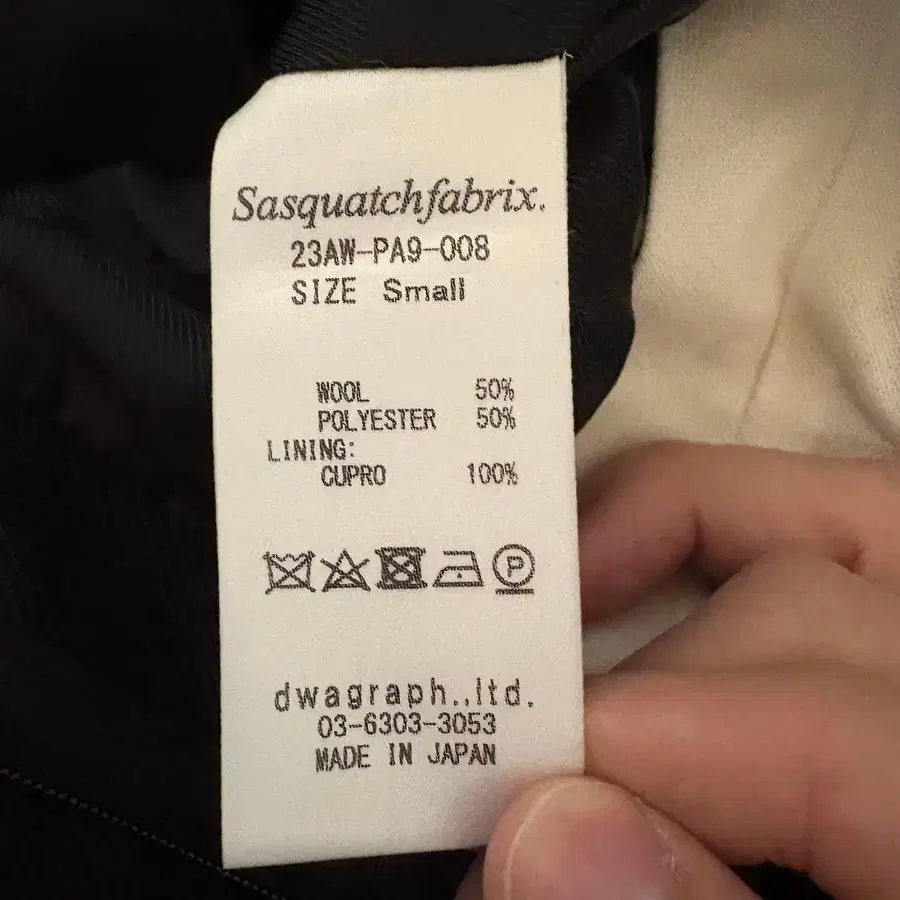 Sasquatchfabrix.
23AW-PA9-008
SIZE Small
WOOL 50%
POLYESTER 50%
LINING:
CUPRO 100%
P
dwagraph.,ltd.
03-6303-3053
MADE IN JAPAN